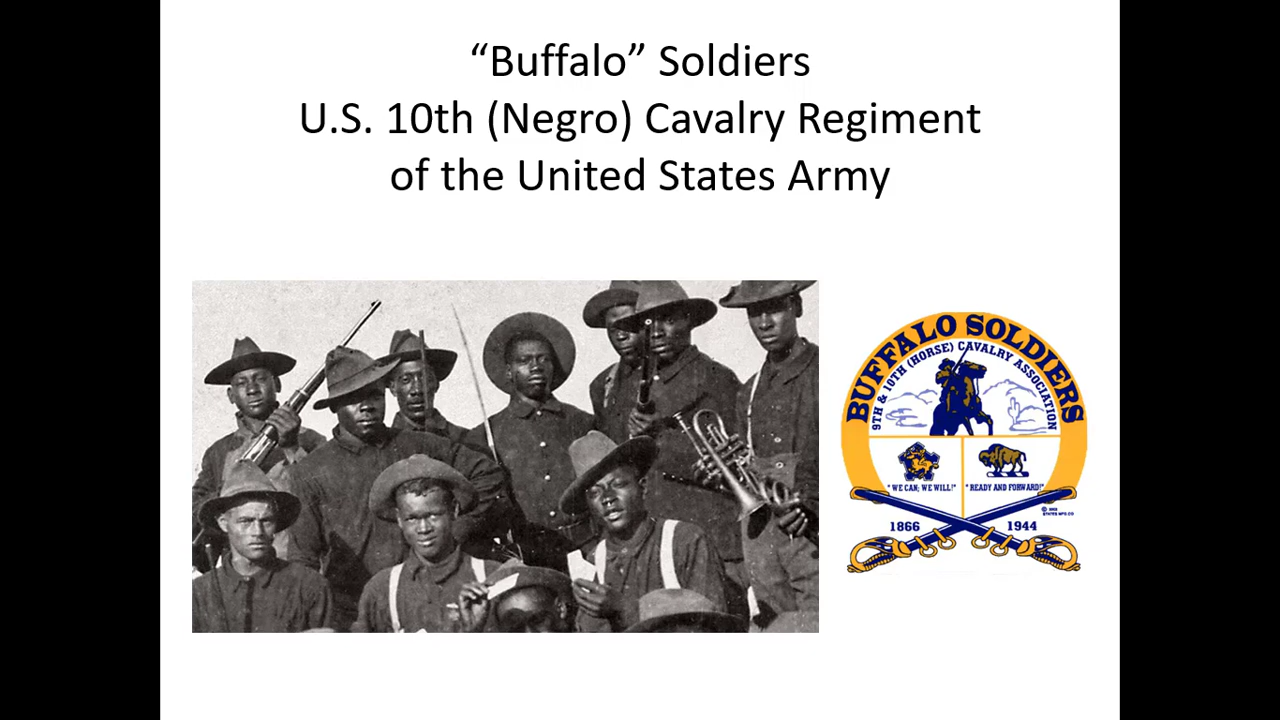 “Buffalo” Soldiers
U.S. 10th (Negro) Cavalry Regiment
of the United States Army
BUFFALO SOLDIERS
9TH & 10TH (HORSE) CAVALRY ASSOCIATION
"WE CAN; WE WILL!"
"READY AND FORWARD!"
1866
1944